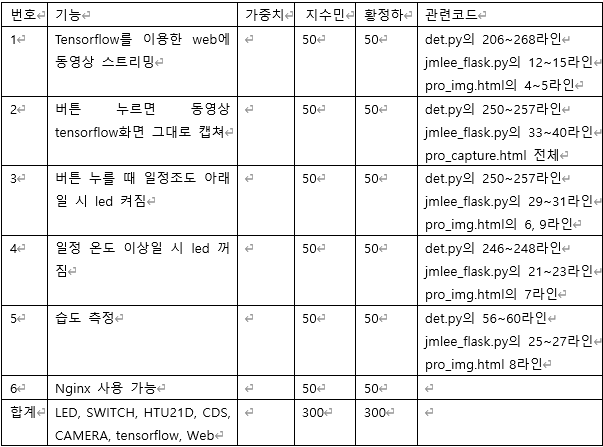 번호 기능 가중치 지수민 황정하 관련코드
1 Tensorflow를 이용한 web에 50 50 det.py의 206~268라인
동영상 스트리밍 jmlee_flask.py의 12~15라인
pro_img.html의 4~5라인
2 버튼 누르면 동영상 50 50 det.py의 250~257라인
tensorflow화면 그대로 캡쳐 jmlee_flask.py의 33~40라인
pro_capture.html 전체
3 버튼 누를 때 일정조도 아래 50 50 det.py의 250~257라인
일 시 led 켜짐 jmlee_flask.py의 29~31라인
pro_img.html의 6, 9라인
4 일정 온도 이상일 시 led 꺼 50 50 det.py의 246~248라인
짐 jmlee_flask.py의 21~23라인
pro_img.html의 7라인
5 습도 측정 50 50 det.py의 56~60라인
jmlee_flask.py의 25~27라인
pro_img.html 8라인
6 Nginx 사용 가능 50 50
합계 LED, SWITCH, HTU21D, CDS, 300 300
CAMERA, tensorflow, Web